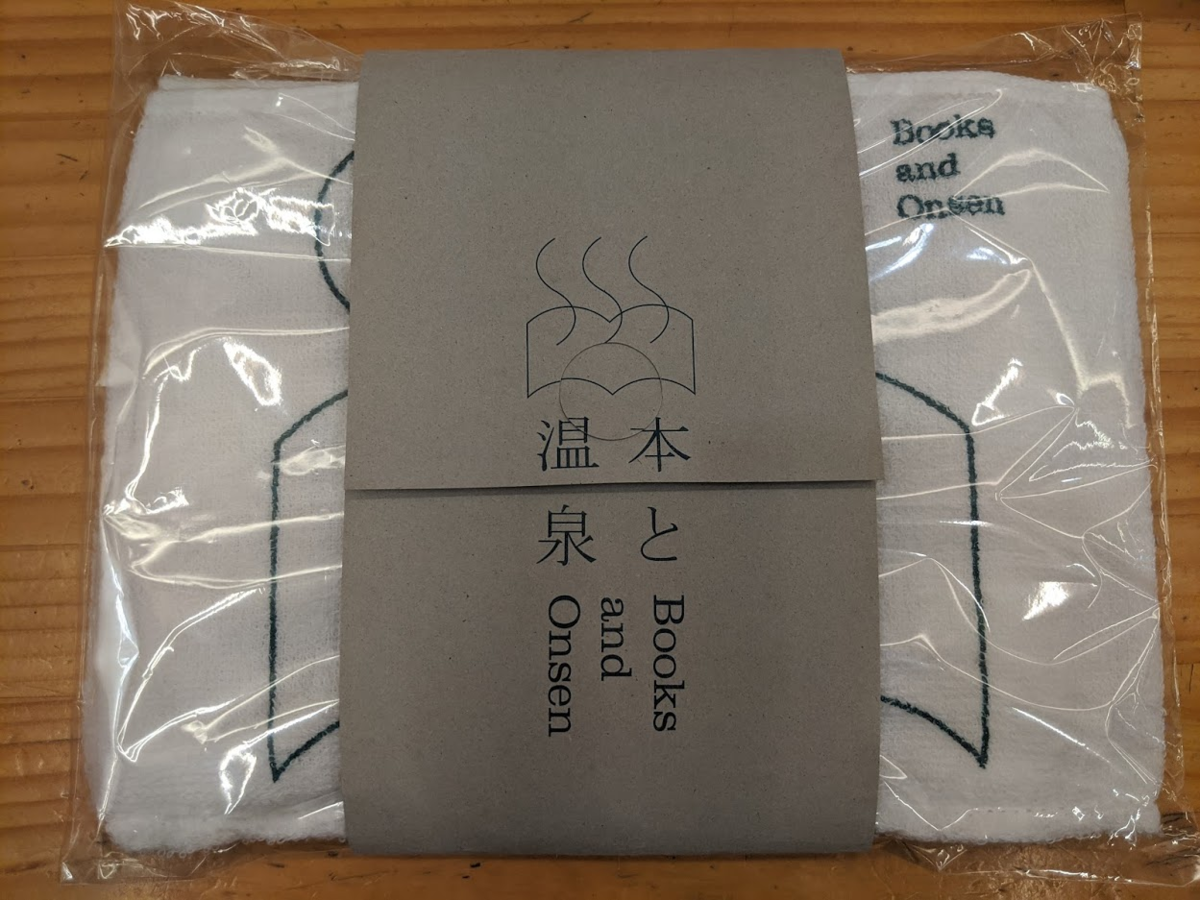 本と
温泉
Books
and
Onsen
Books
and
Onsen